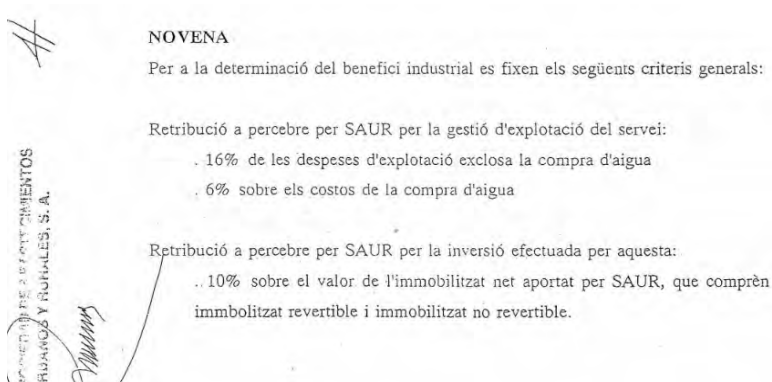 NOVENA
Per a la determinació del benefici industrial es fixen els següents criteris generals:
Retribució a percebre per SAUR per la gestió d'explotació del servei:
. 16% de les despeses d'explotació exclosa la compra d'aigua
. 6% sobre els costos de la compra d'aigua
Retribució a percebre per SAUR per la inversió efectuada per aquesta:
. 10% sobre el valor de l'immobilitzat net aportat per SAUR, que comprèn
immbolitzat revertible i immobilitzat no revertible.
Y RURALES, S. A.